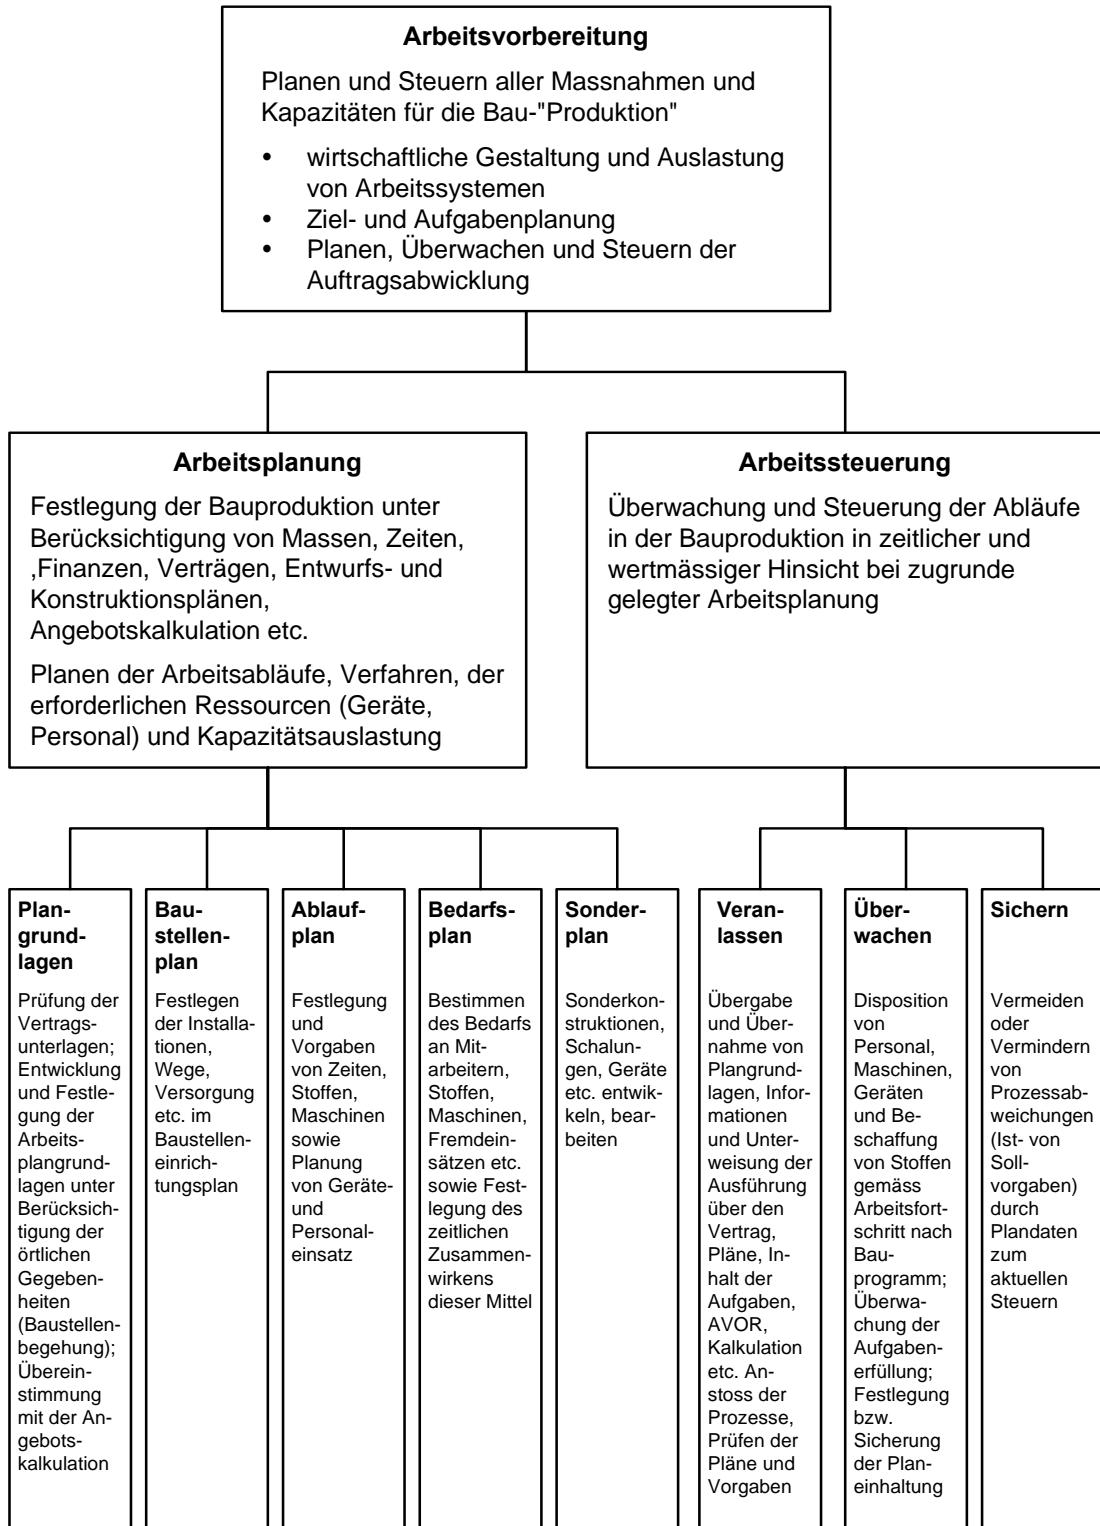 Arbeitsvorbereitung
Planen und Steuern aller Massnahmen und
Kapazitäten für die Bau-"Produktion"
• wirtschaftliche Gestaltung und Auslastung
von Arbeitssystemen
• Ziel- und Aufgabenplanung
• Planen, Überwachen und Steuern der
Auftragsabwicklung
Arbeitsplanung
Festlegung der Bauproduktion unter
Berücksichtigung von Massen, Zeiten,
,Finanzen, Verträgen, Entwurfs- und
Konstruktionsplänen,
Angebotskalkulation etc.
Planen der Arbeitsabläufe, Verfahren, der
erforderlichen Ressourcen (Geräte,
Personal) und Kapazitätsauslastung
Arbeitssteuerung
Überwachung und Steuerung der Abläufe
in der Bauproduktion in zeitlicher und
wertmässiger Hinsicht bei zugrunde
gelegter Arbeitsplanung
Plan-
grund-
lagen
Prüfung der
Vertrags-
unterlagen;
Entwicklung
und Festle-
gung der
Arbeits-
plangrund-
lagen unter
Berücksich-
tigung der
örtlichen
Gegeben-
heiten
(Baustellen-
begehung);
Überein-
stimmung
mit der An-
gebots-
kalkulation
Bau-
stellen-
plan
Festlegen
der Installa-
tionen,
Wege,
Versorgung
etc. im
Baustellen-
einrich-
tungsplan
Ablauf-
plan
Festlegung
und
Vorgaben
von Zeiten,
Stoffen,
Maschinen
sowie
Planung
von Geräte-
und
Personal-
einsatz
Bedarfs-
plan
Bestimmen
des Bedarfs
an Mit-
arbeitern,
Stoffen,
Maschinen,
Fremdein-
sätzen etc.
sowie Fest-
legung des
zeitlichen
Zusammen-
wirkens
dieser Mittel
Sonder-
plan
Sonderkon-
struktionen,
Schalun-
gen, Geräte
etc. entwik-
keln, bear-
beiten
Veran-
lassen
Übergabe
und Über-
nahme von
Plangrund-
lagen, Infor-
mationen
und Unter-
weisung der
Ausführung
über den
Vertrag,
Pläne, In-
halt der
Aufgaben,
AVOR,
Kalkulation
etc. An-
stoss der
Prozesse,
Prüfen der
Pläne und
Vorgaben
Über-
wachen
Disposition
von
Personal,
Maschinen,
Geräten
und Be-
schaffung
von Stoffen
gemäss
Arbeitsfort-
schritt nach
Bau-
programm;
Überwa-
chung der
Aufgaben-
erfüllung;
Festlegung
bzw.
Sicherung
der Plan-
einhaltung
Sichern
Vermeiden
oder
Vermindern
von
Prozessab-
weichungen
(Ist- von
Soll-
vorgaben)
durch
Plandaten
zum
aktuellen
Steuern